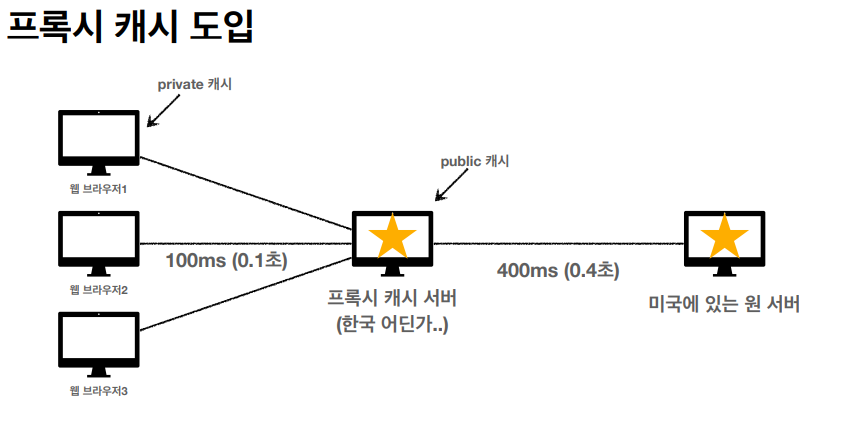 프록시 캐시 도입
private 캐시
public 캐시
웹 브라우저1
웹 브라우저2
100ms (0.1초)
400ms (0.4초)
프록시 캐시 서버
(한국 어딘가..)
미국에 있는 원 서버
웹 브라우저3